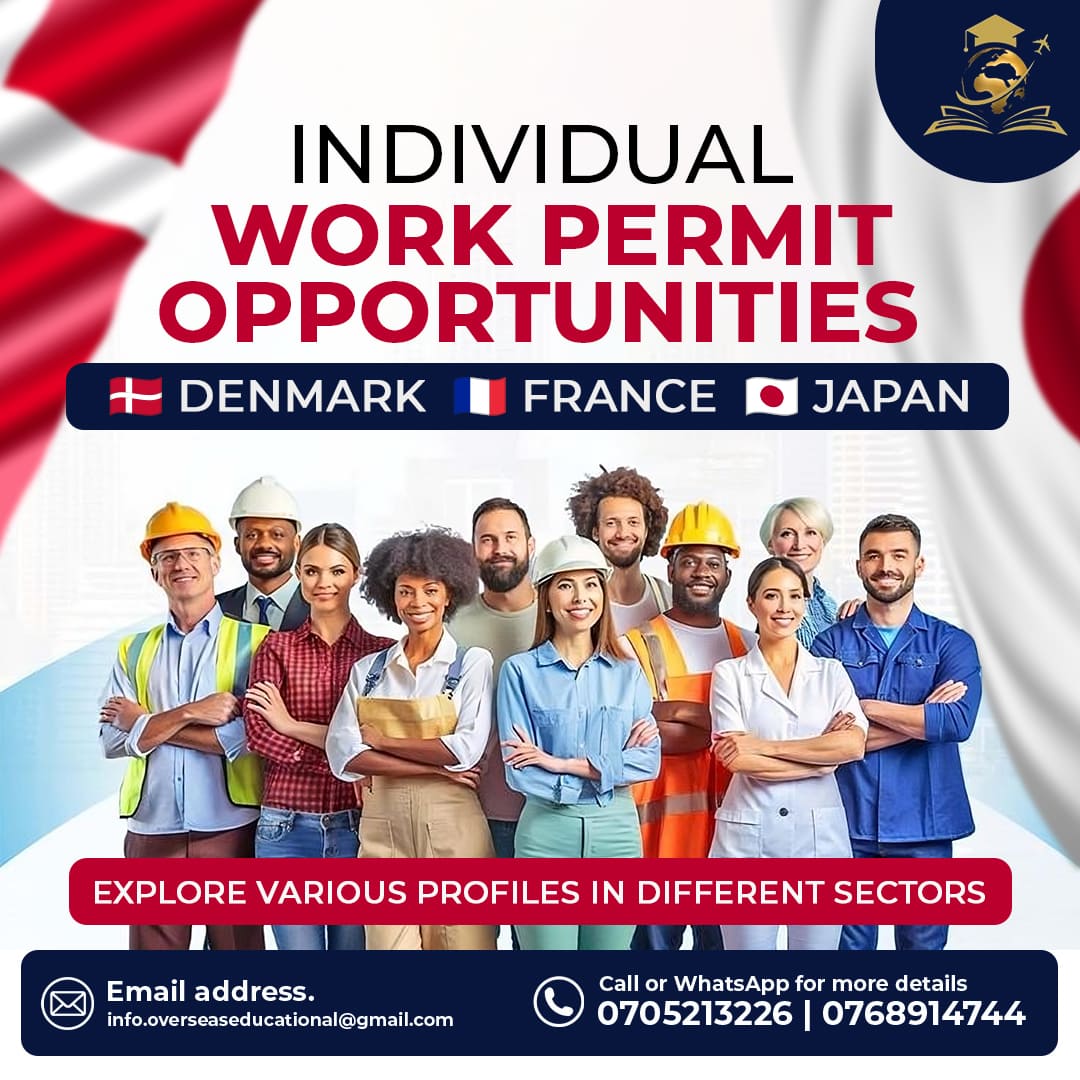 INDIVIDUAL
WORK PERMIT
OPPORTUNITIES
DENMARK FRANCE JAPAN
EXPLORE VARIOUS PROFILES IN DIFFERENT SECTORS
Email address.
info.overseaseducational@gmail.com
Call or WhatsApp for more details
0705213226 | 0768914744